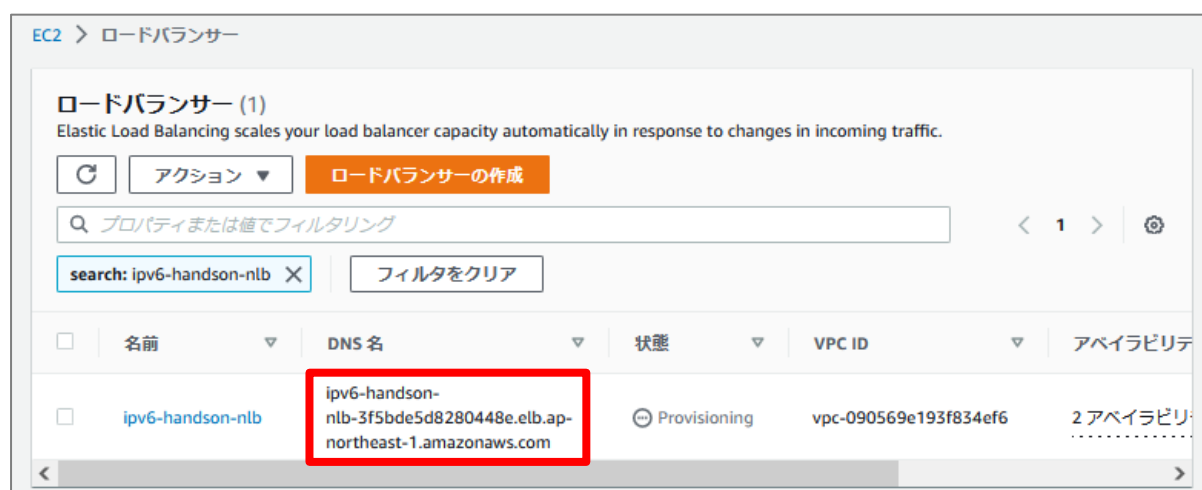 EC2 > ロードバランサー
ロードバランサー (1)
Elastic Load Balancing scales your load balancer capacity automatically in response to changes in incoming traffic.
アクション ▼ ロードバランサーの作成
プロパティまたは値でフィルタリング < 1 >
search: ipv6-handson-nlb × フィルタをクリア
名前 DNS 名 状態 VPC ID アベイラビリテ
ipv6-handson-
ipv6-handson-nlb nlb-3f5bde5d8280448e.elb.ap- Provisioning vpc-090569e193f834ef6 2 アベイラビリ
northeast-1.amazonaws.com